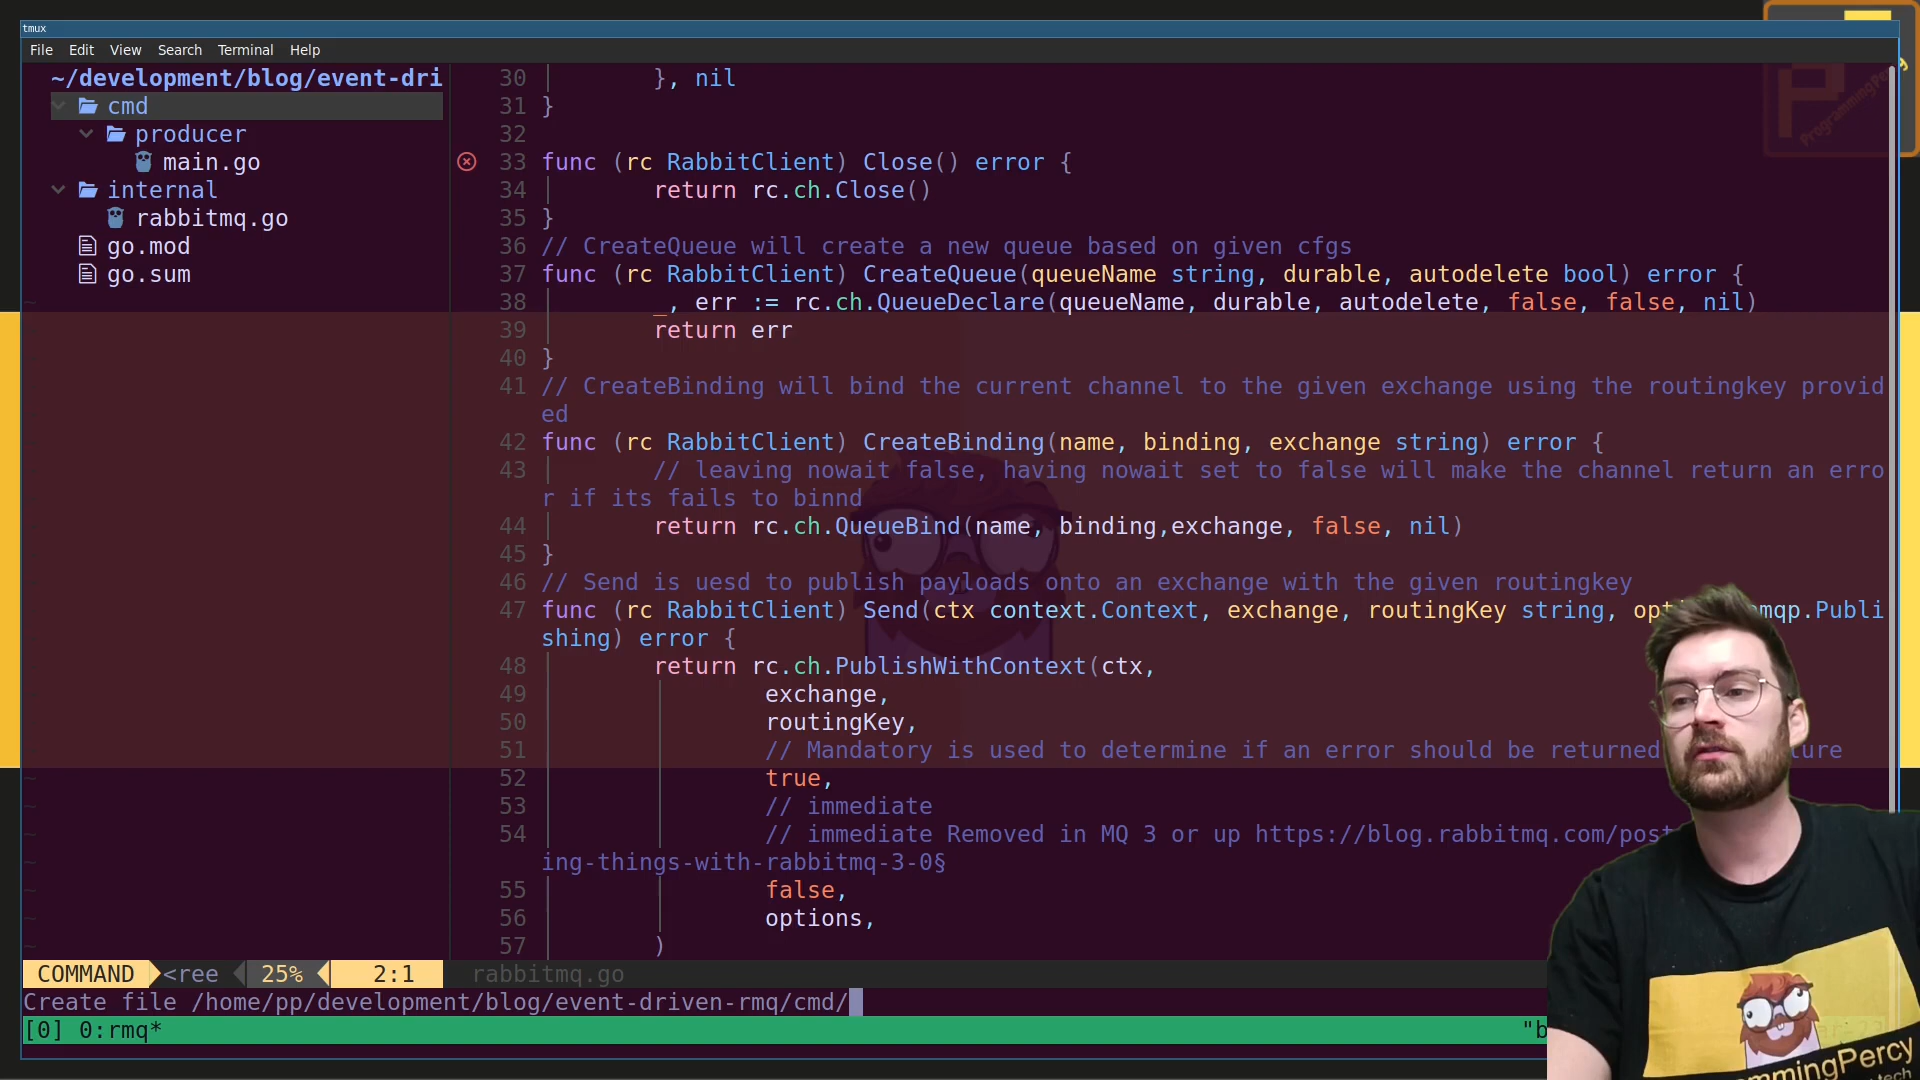 tmux
File Edit View Search Terminal Help
~/development/blog/event-dri
cmd
producer
main.go
internal
rabbitmq.go
go.mod
go.sum
30 }, nil
31 }
32
33 func (rc RabbitClient) Close() error {
34 return rc.ch.Close()
35 }
36 // CreateQueue will create a new queue based on given cfgs
37 func (rc RabbitClient) CreateQueue(queueName string, durable, autodelete bool) error {
38 _, err := rc.ch.QueueDeclare(queueName, durable, autodelete, false, false, nil)
39 return err
40 }
41 // CreateBinding will bind the current channel to the given exchange using the routingkey provid
ed
42 func (rc RabbitClient) CreateBinding(name, binding, exchange string) error {
43 // leaving nowait false, having nowait set to false will make the channel return an erro
r if its fails to binnd
44 return rc.ch.QueueBind(name, binding,exchange, false, nil)
45 }
46 // Send is uesd to publish payloads onto an exchange with the given routingkey
47 func (rc RabbitClient) Send(ctx context.Context, exchange, routingKey string, opti mqp.Publi
shing) error {
48 return rc.ch.PublishWithContext(ctx,
49 exchange,
50 routingKey,
51 // Mandatory is used to determine if an error should be returned ture
52 true,
53 // immediate
54 // immediate Removed in MQ 3 or up https://blog.rabbitmq.com/post
ing-things-with-rabbitmq-3-0§
55 false,
56 options,
57 )
COMMAND <ree 25% 2:1 rabbitmq.go
Create file /home/pp/development/blog/event-driven-rmq/cmd/
[0] 0:rmq* "b
ProgrammingPercy
mmingPercy
tech